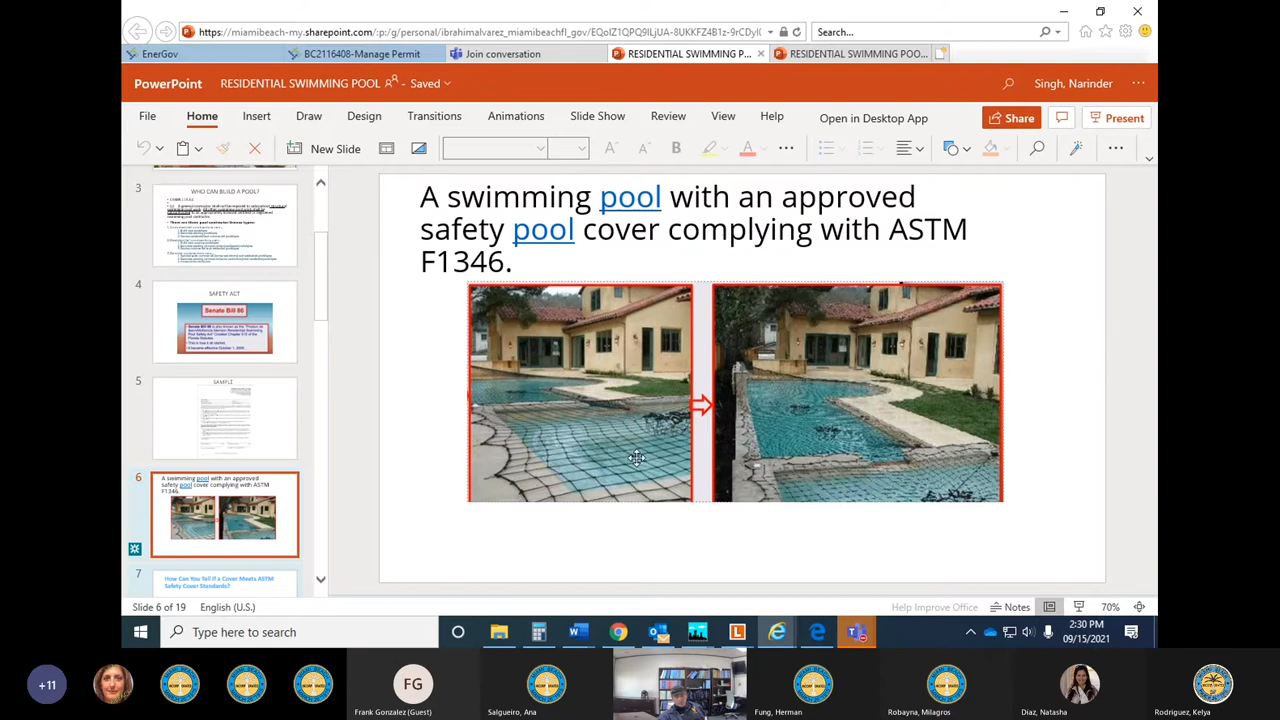 https://miamibeach-my.sharepoint.com/:p:/g/personal/ibrahimalvarez_miamibeachfl_gov/
Search...
EnerGov
BC2116408-Manage Permit
Join conversation
RESIDENTIAL SWIMMING P...
RESIDENTIAL SWIMMING POO...
PowerPoint
RESIDENTIAL SWIMMING POOL - Saved
Singh, Narinder
File Home Insert Draw Design Transitions Animations Slide Show Review View Help
Open in Desktop App
Share
Present
New Slide
3
WHO CAN BUILD A POOL?
4
SAFETY ACT
Senate Bill 86
5
SAMPLE
6
A swimming pool with an approved
safety pool cover complying with ASTM
F1346.
7
How Can You Tell if a Cover Meets ASTM
Safety Cover Standards?
A swimming pool with an approved
safety pool cover complying with ASTM
F1346.
Slide 6 of 19 English (U.S.)
Help Improve Office
Notes
70%
Type here to search
2:30 PM
09/15/2021
+11
FG
Frank Gonzalez (Guest)
Salgueiro, Ana
Fung, Herman
Robayna, Milagros
Diaz, Natasha
Rodriguez, Kelya